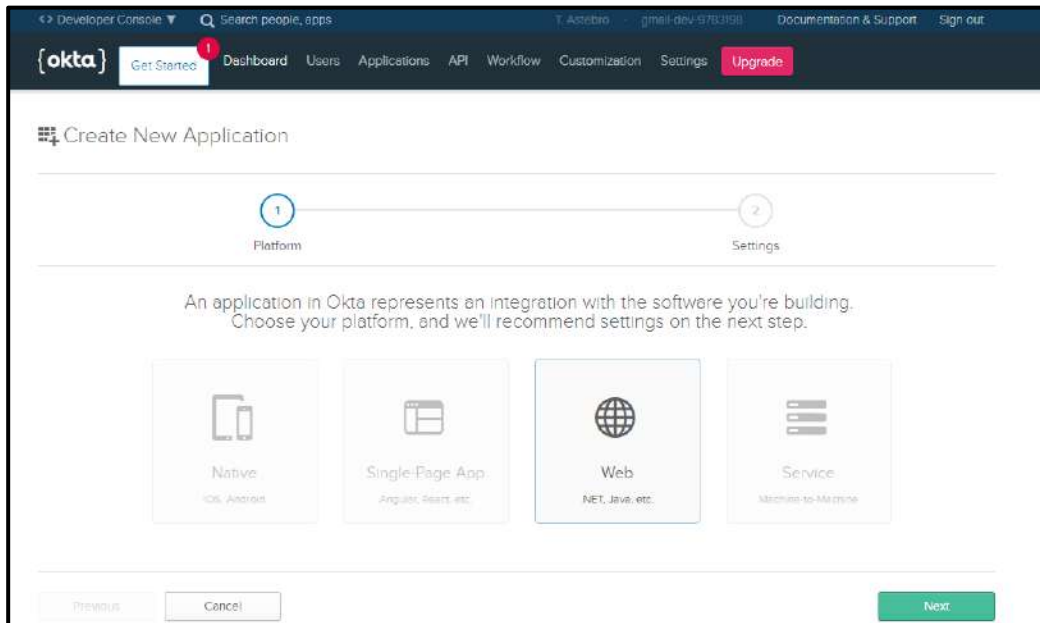 <> Developer Console ▼ Search people, apps T. Astebro gmail-dev-9783198 Documentation & Support Sign out
{okta} Get Started 1 Dashboard Users Applications API Workflow Customization Settings Upgrade
Create New Application
1 2
Platform Settings
An application in Okta represents an integration with the software you're building.
Choose your platform, and we'll recommend settings on the next step.
Native Single-Page App Web Service
iOS, Android Angular, React, etc. .NET, Java, etc. Machine-to-Machine
Previous Cancel Next